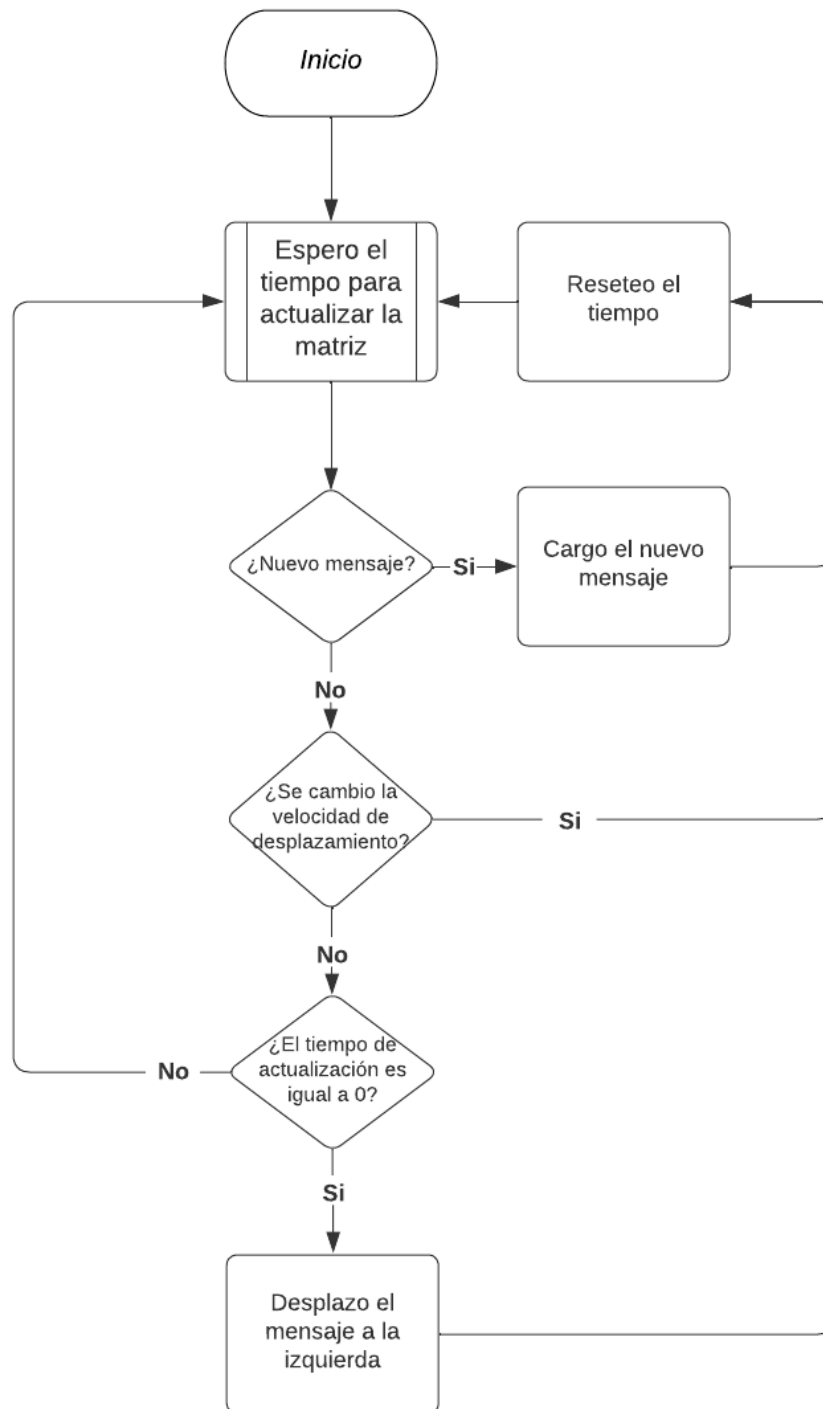 Inicio
Espero el
tiempo para
actualizar la
matriz
Reseteo el
tiempo
¿Nuevo mensaje?
Si
Cargo el nuevo
mensaje
No
¿Se cambio la
velocidad de
desplazamiento?
Si
No
¿El tiempo de
actualización es
igual a 0?
No
Si
Desplazo el
mensaje a la
izquierda